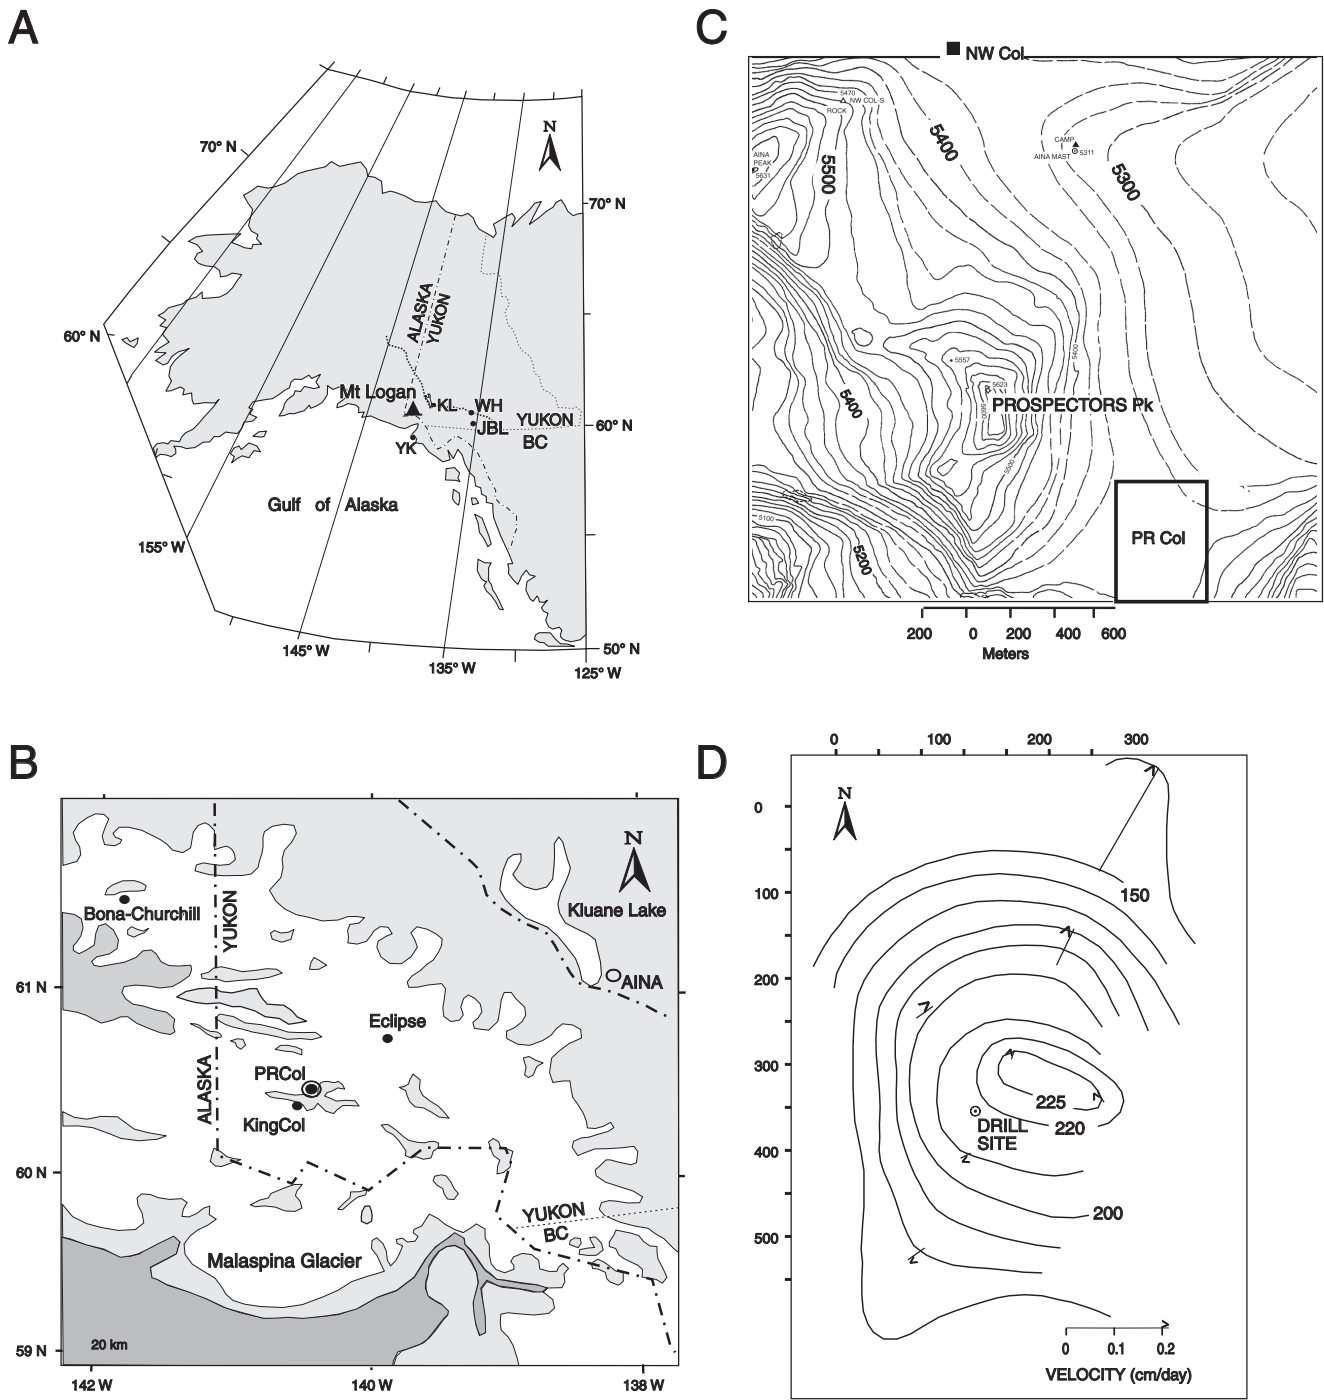 A
N
70° N
70° N
ALASKA
YUKON
60° N
Mt Logan
KL
WH
YUKON
60° N
JBL
BC
YK
Gulf of Alaska
155° W
50° N
145° W
135° W
125° W
C
NW Col
5470
NW COL-S
ROCK
5400
CAMP
5311
AINA MAST
AINA
PEAK
5631
5500
5300
5400
5557
5623
5400
PROSPECTORS Pk
5600
5500
5100
5200
PR Col
200 0 200 400 600
Meters
B
N
Bona-Churchill
YUKON
Kluane Lake
61 N
AINA
Eclipse
PRCol
ALASKA
KingCol
60 N
YUKON
BC
Malaspina Glacier
20 km
59 N
142 W
140 W
138 W
D
0 100 200 300
N
0
100
150
200
300
225
DRILL
SITE
220
400
200
500
0 0.1 0.2
VELOCITY (cm/day)